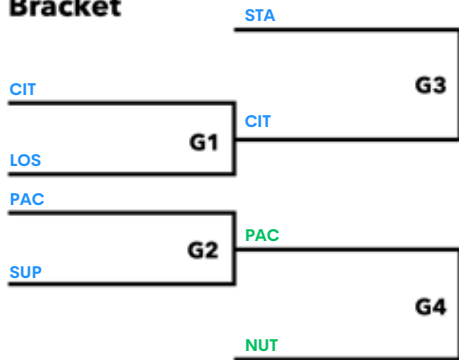 Bracket
STA
G3
CIT
CIT
G1
LOS
PAC
PAC
G2
SUP
G4
NUT